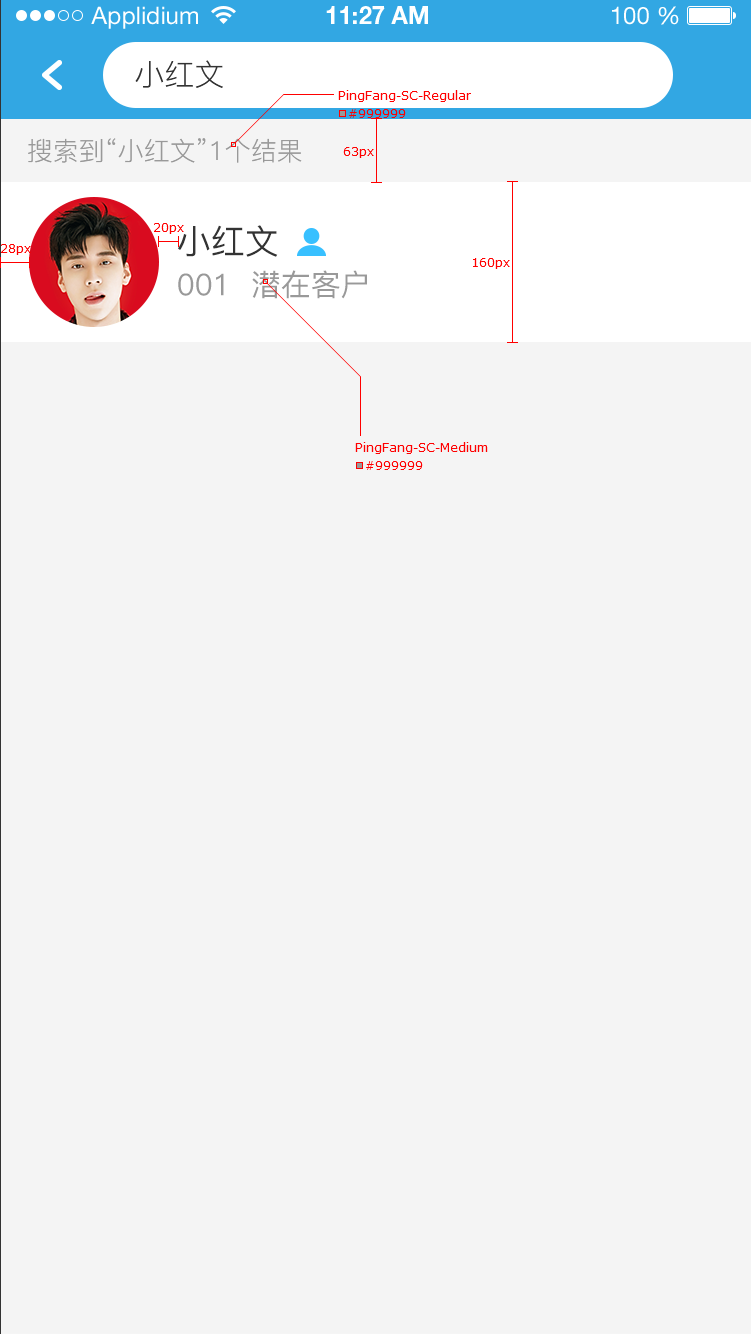 Applidium 11:27 AM 100 %
小红文
PingFang-SC-Regular
#999999
搜索到“小红文”1个结果
63px
20px
小红文
28px
160px
001 潜在客户
PingFang-SC-Medium
#999999